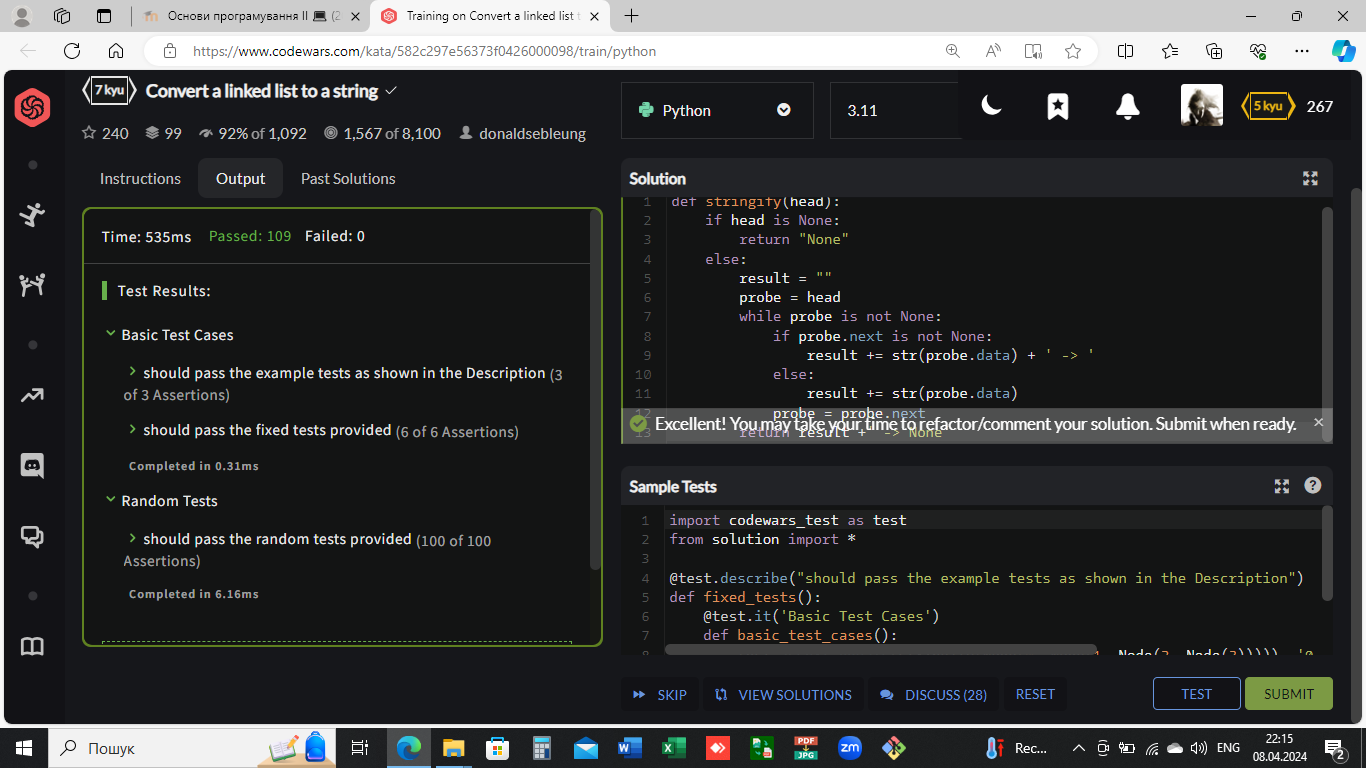 Основи програмування II 💻 (2
Training on Convert a linked list t
https://www.codewars.com/kata/582c297e56373f0426000098/train/python
7 kyu
Convert a linked list to a string
240 99 92% of 1,092 1,567 of 8,100 donaldsebleung
Python
3.11
5 kyu 267
Instructions Output Past Solutions
Time: 535ms Passed: 109 Failed: 0
Test Results:
Basic Test Cases
should pass the example tests as shown in the Description (3
of 3 Assertions)
should pass the fixed tests provided (6 of 6 Assertions)
Completed in 0.31ms
Random Tests
should pass the random tests provided (100 of 100
Assertions)
Completed in 6.16ms
Solution
1 def stringify(head):
2 if head is None:
3 return "None"
4 else:
5 result = ""
6 probe = head
7 while probe is not None:
8 if probe.next is not None:
9 result += str(probe.data) + ' -> '
10 else:
11 result += str(probe.data)
12 probe = probe.next
13 return result + ' -> None
Excellent! You may take your time to refactor/comment your solution. Submit when ready.
Sample Tests
1 import codewars_test as test
2 from solution import *
3
4 @test.describe("should pass the example tests as shown in the Description")
5 def fixed_tests():
6 @test.it('Basic Test Cases')
7 def basic_test_cases():
SKIP VIEW SOLUTIONS DISCUSS (28) RESET TEST SUBMIT
Пошук
Rec...
ENG
22:15
08.04.2024
2